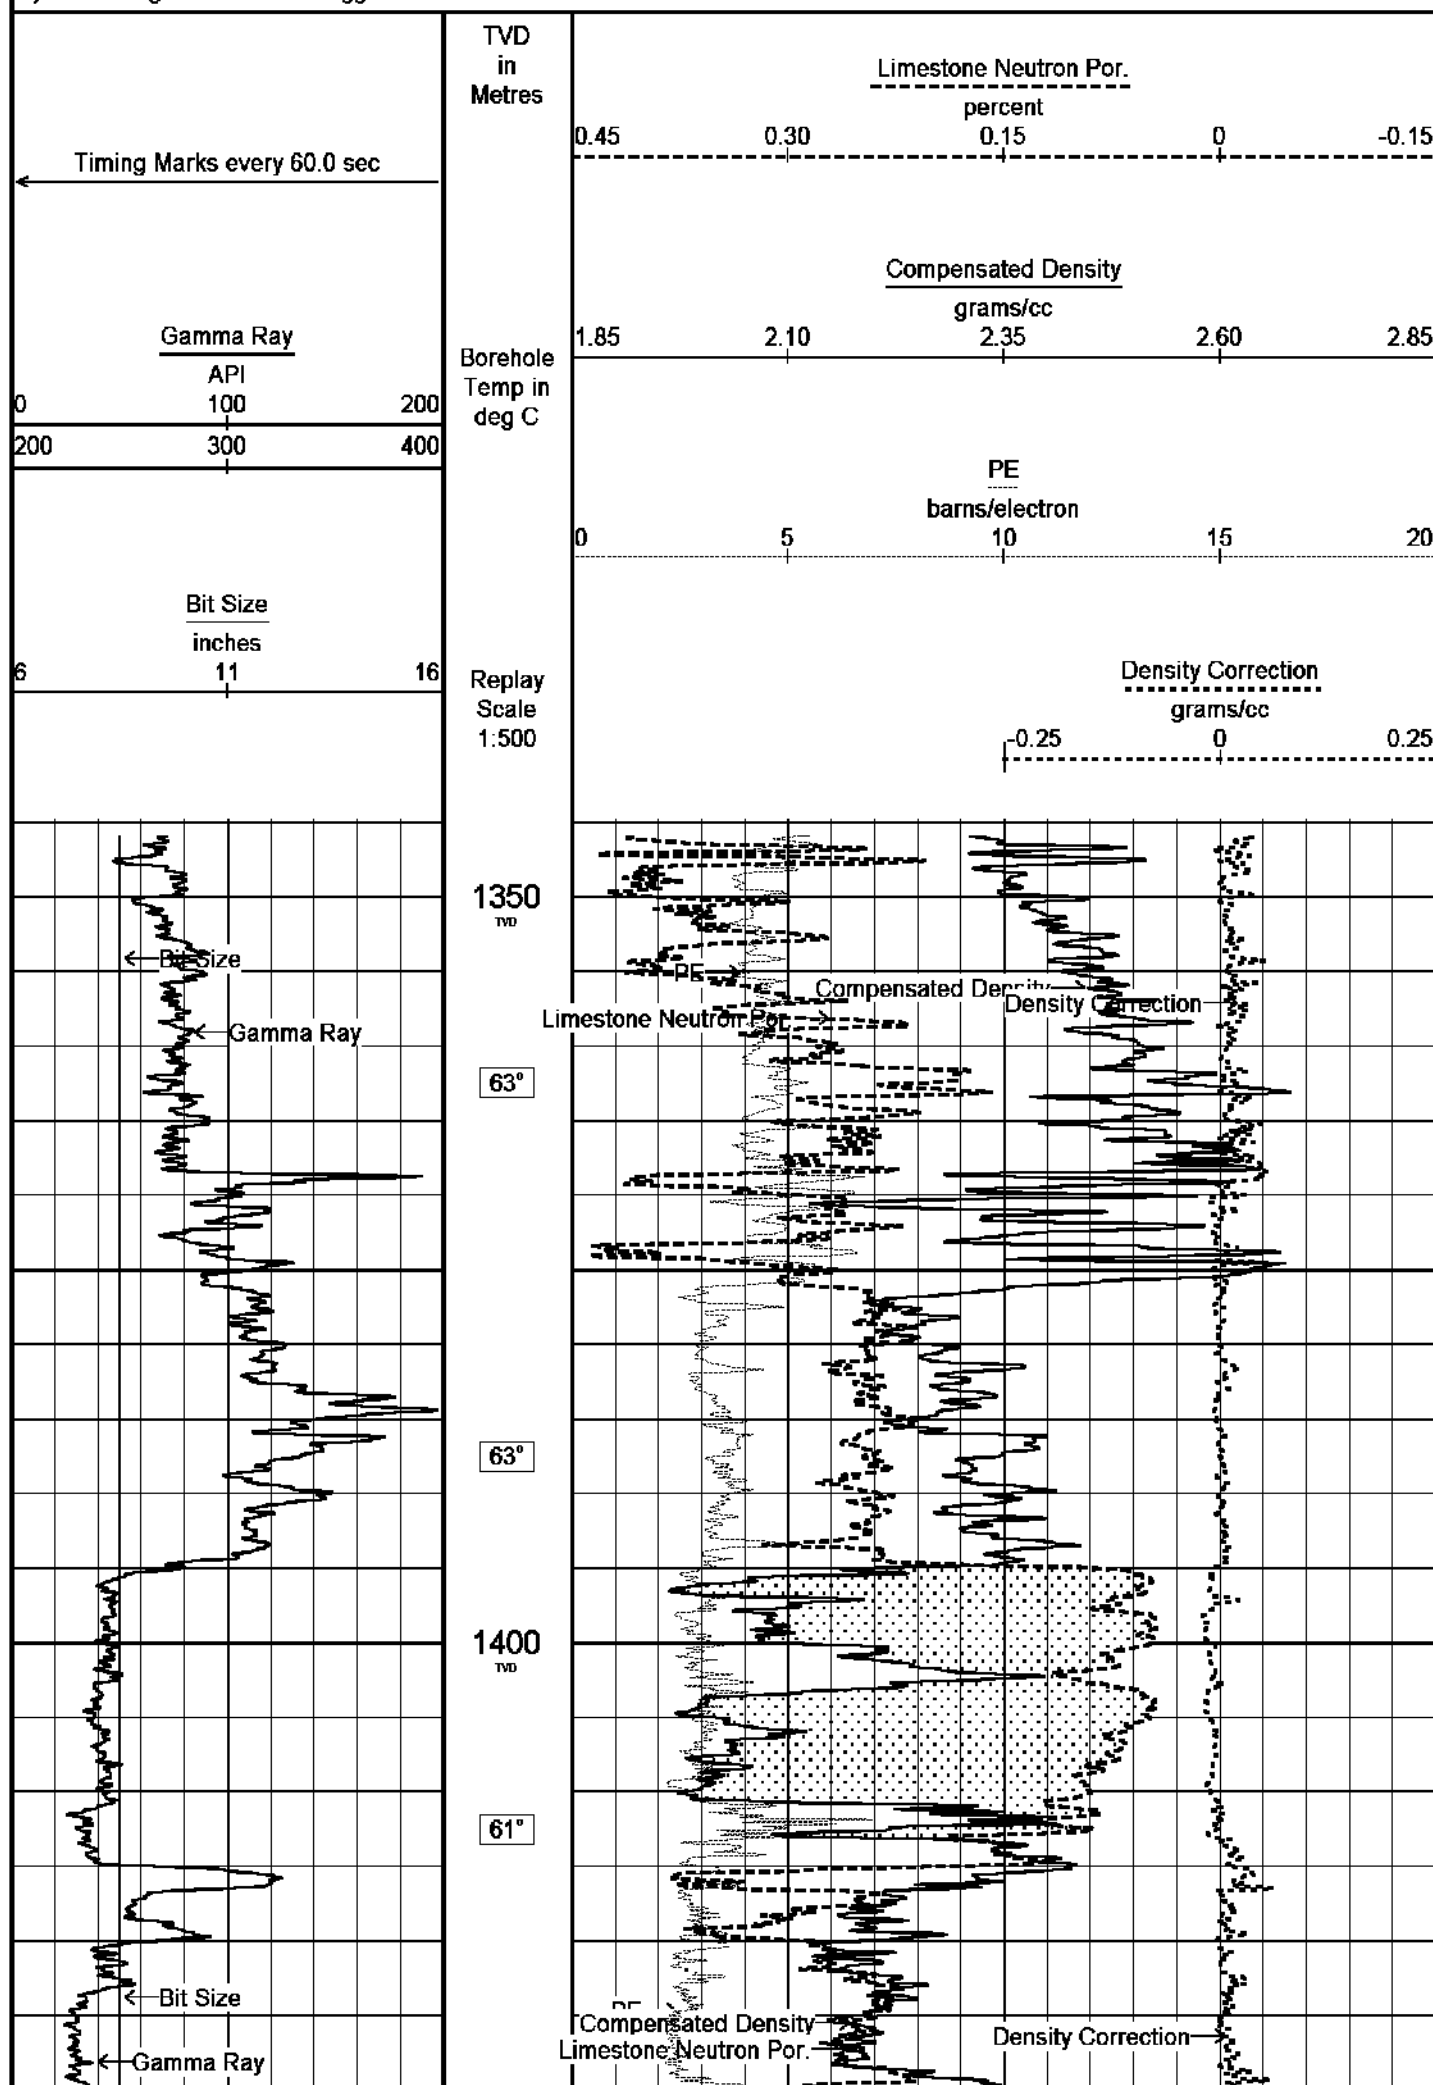 TVD
in
Metres
Limestone Neutron Por.
percent
0.45 0.30 0.15 0 -0.15
Timing Marks every 60.0 sec
Compensated Density
grams/cc
1.85 2.10 2.35 2.60 2.85
Gamma Ray
API
0 100 200
200 300 400
Borehole
Temp in
deg C
PE
barns/electron
0 5 10 15 20
Bit Size
inches
6 11 16
Replay
Scale
1:500
Density Correction
grams/cc
-0.25 0 0.25
1350
TVD
Bit Size
PE
Compensated Density
Density Correction
Limestone Neutron Por.
Gamma Ray
63°
63°
1400
TVD
61°
Bit Size
PE
Compensated Density
Density Correction
Limestone Neutron Por.
Gamma Ray